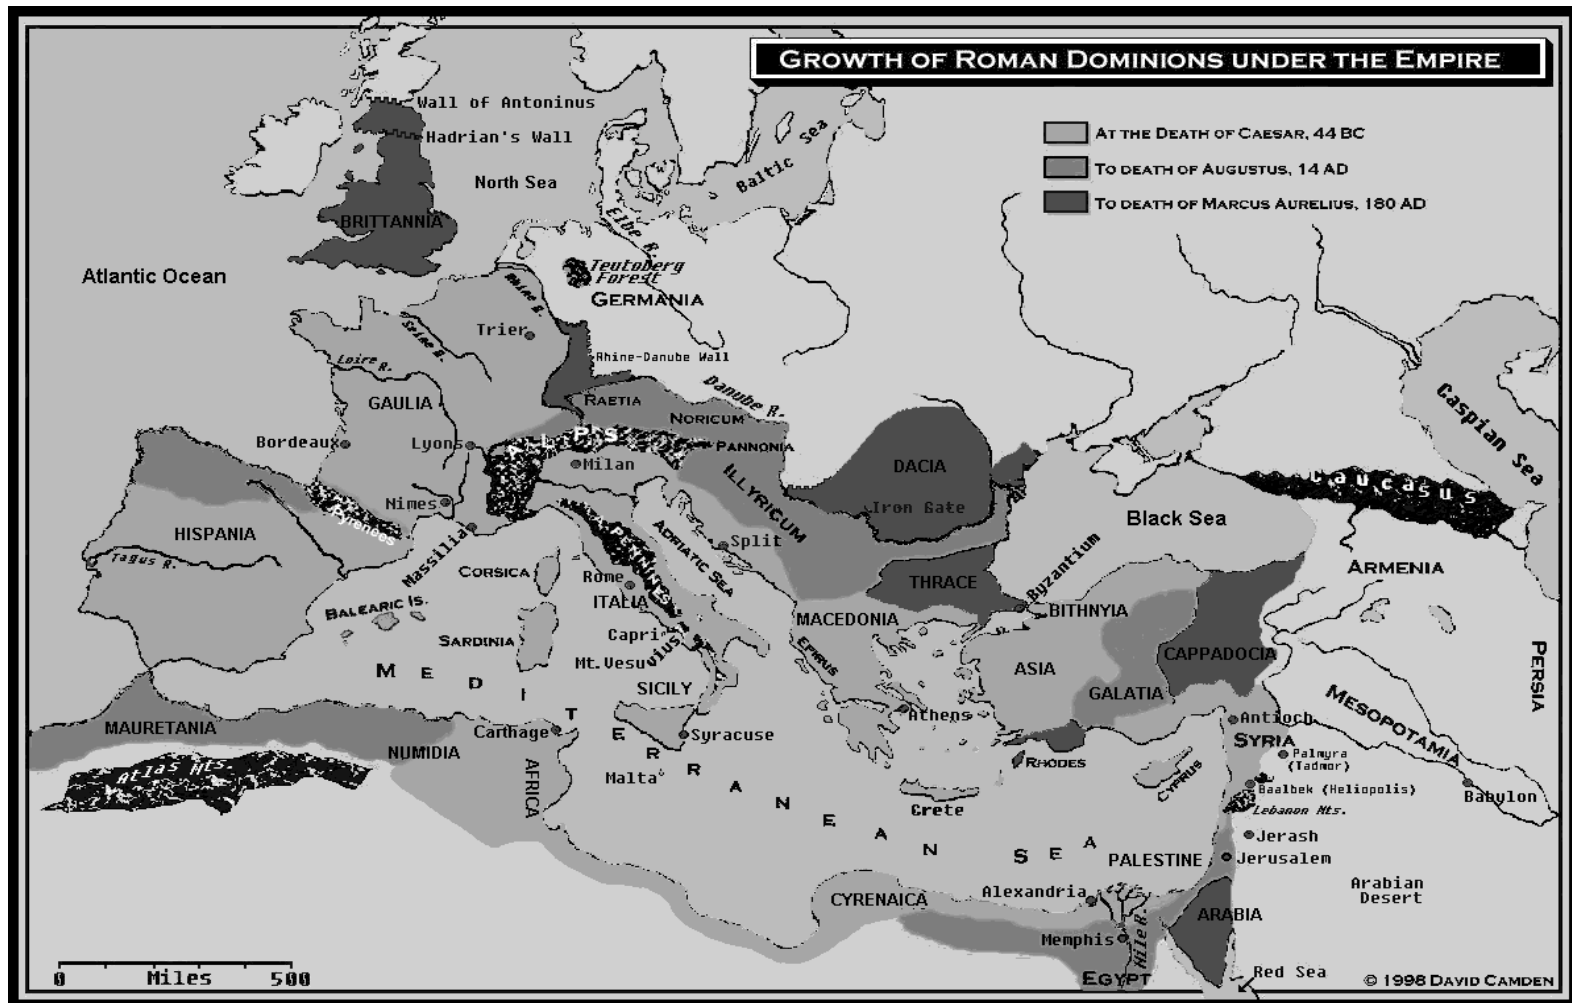 GROWTH OF ROMAN DOMINIONS UNDER THE EMPIRE
AT THE DEATH OF CAESAR, 44 BC
TO DEATH OF AUGUSTUS, 14 AD
TO DEATH OF MARCUS AURELIUS, 180 AD
Wall of Antoninus
Hadrian's Wall
North Sea
Baltic Sea
BRITTANNIA
Elbe R.
Atlantic Ocean
Teutoberg
Forest
GERMANIA
Rhine R.
Seine R.
Trier
Rhine-Danube Wall
Loire R.
Danube R.
GAULIA
RAETIA
NORICUM
Caspian Sea
Bordeaux
Lyons
ALPS
PANNONIA
Milan
DACIA
ILLYRICUM
Caucasus
Nimes
Iron Gate
Pyrenees
HISPANIA
Black Sea
APENNINES
ADRIATIC SEA
Split
Tagus R.
Massilia
CORSICA
Rome
ITALIA
THRACE
Byzantium
ARMENIA
BALEARIC IS.
BITHNYIA
MACEDONIA
SARDINIA
Capri
EPIRUS
Mt. Vesuvius
ASIA
CAPPADOCIA
PERSIA
SICILY
GALATIA
MESOPOTAMIA
MEDITERRANEAN SEA
MAURETANIA
Athens
Antioch
NUMIDIA
Carthage
Syracuse
SYRIA
Palmyra
(Tadmor)
Atlas Mts.
AFRICA
Malta
RHODES
CYPRUS
Baalbek (Heliopolis)
Babylon
Crete
Lebanon Mts.
Jerash
PALESTINE
Jerusalem
CYRENAICA
Alexandria
Arabian
Desert
ARABIA
Memphis
Nile R.
EGYPT
Red Sea
0 Miles 500
© 1998 DAVID CAMDEN